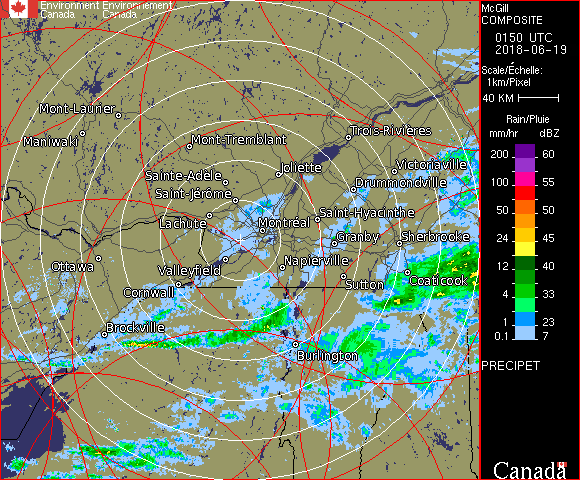 Environment Environnement
Canada Canada
McGill
COMPOSITE
0150 UTC
2018-06-19
Scale/Échelle:
1km/Pixel
40 KM
Rain/Pluie
mm/hr dBZ
200 60
100 55
50 50
24 45
12 40
4 33
1 23
0.1 7
PRECIPET
Canada
Mont-Laurier
Maniwaki
Mont-Tremblant
Trois-Rivières
Sainte-Adèle
Joliette
Victoriaville
Saint-Jérôme
Drummondville
Lachute
Montréal
Saint-Hyacinthe
Granby
Sherbrooke
Ottawa
Valleyfield
Napierville
Cornwall
Sutton
Coaticook
Brockville
Burlington